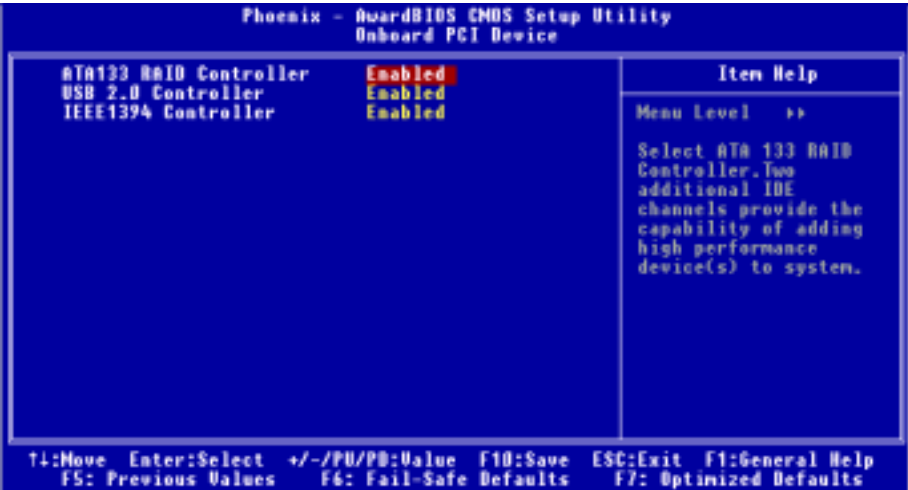 Phoenix - AwardBIOS CMOS Setup Utility
Onboard PCI Device
ATA133 RAID Controller Enabled
USB 2.0 Controller Enabled
IEEE1394 Controller Enabled
Item Help
Menu Level ►►
Select ATA 133 RAID
Controller.Two
additional IDE
channels provide the
capability of adding
high performance
device(s) to system.
↑↓:Move Enter:Select +/-/PU/PD:Value F10:Save ESC:Exit F1:General Help
F5: Previous Values F6: Fail-Safe Defaults F7: Optimized Defaults